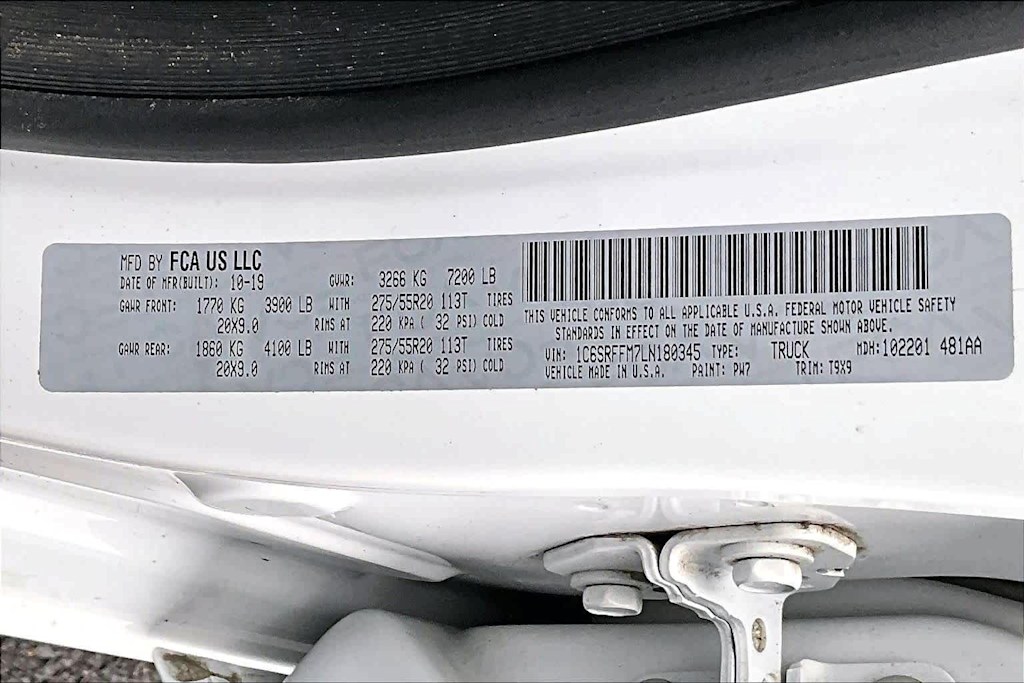 MFD BY FCA US LLC
DATE OF MFR(BUILT): 10-19 GVWR: 3266 KG 7200 LB
GAWR FRONT: 1770 KG 3900 LB WITH 275/55R20 113T TIRES
20X9.0 RIMS AT 220 KPA ( 32 PSI) COLD
GAWR REAR: 1860 KG 4100 LB WITH 275/55R20 113T TIRES
20X9.0 RIMS AT 220 KPA ( 32 PSI) COLD
THIS VEHICLE CONFORMS TO ALL APPLICABLE U.S.A. FEDERAL MOTOR VEHICLE SAFETY
STANDARDS IN EFFECT ON THE DATE OF MANUFACTURE SHOWN ABOVE.
VIN: 1C6SRFFM7LN180345 TYPE: TRUCK MDH:102201 481AA
VEHICLE MADE IN U.S.A. PAINT: PW7 TRIM: T9X9